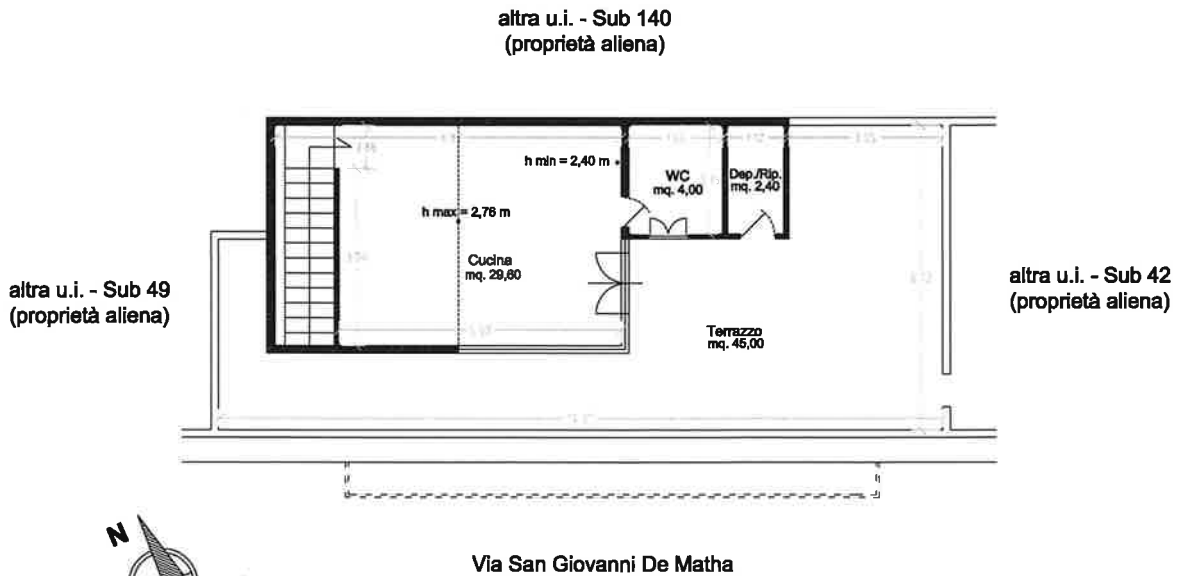 altra u.i. - Sub 140
(proprietà aliena)
h min = 2,40 m
WC
mq. 4,00
Dep./Rip.
mq. 2,40
h max = 2,76 m
Cucina
mq. 29,60
altra u.i. - Sub 49
(proprietà aliena)
altra u.i. - Sub 42
(proprietà aliena)
Terrazzo
mq. 45,00
N
Via San Giovanni De Matha